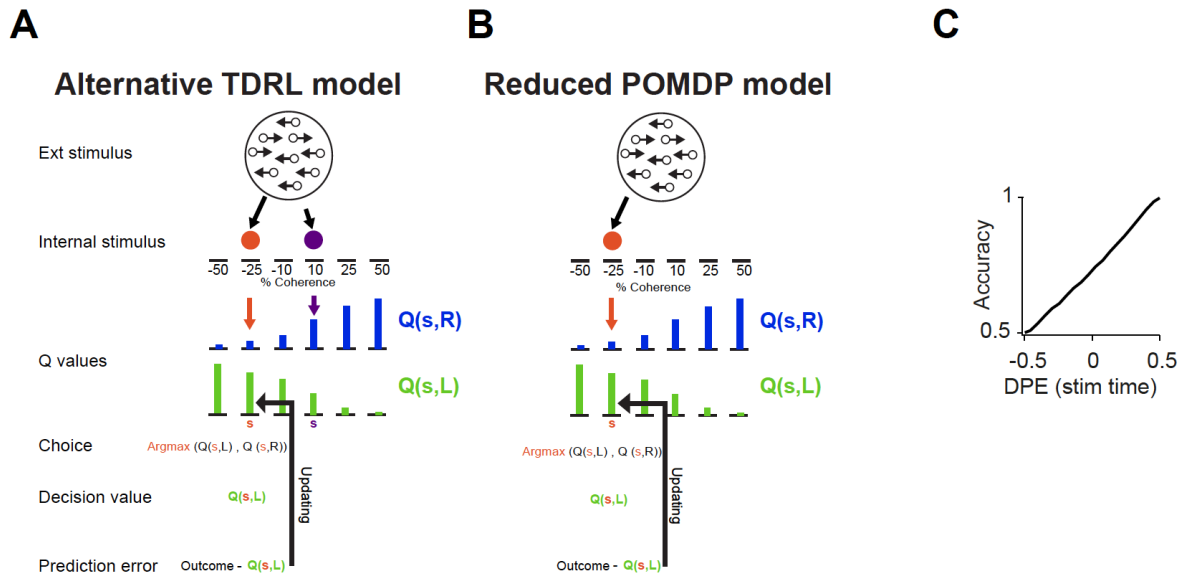 A
B
C
Alternative TDRL model
Reduced POMDP model
Ext stimulus
Internal stimulus
-50 -25 -10 10 25 50
% Coherence
-50 -25 -10 10 25 50
% Coherence
Q values
Q(s,R)
Q(s,L)
s s
Q(s,R)
Q(s,L)
s
Choice
Argmax (Q(s,L) , Q (s,R))
Argmax (Q(s,L) , Q (s,R))
Updating
Updating
Decision value
Q(s,L)
Q(s,L)
Prediction error
Outcome - Q(s,L)
Outcome - Q(s,L)
Accuracy
1
0.5
-0.5 0 0.5
DPE (stim time)